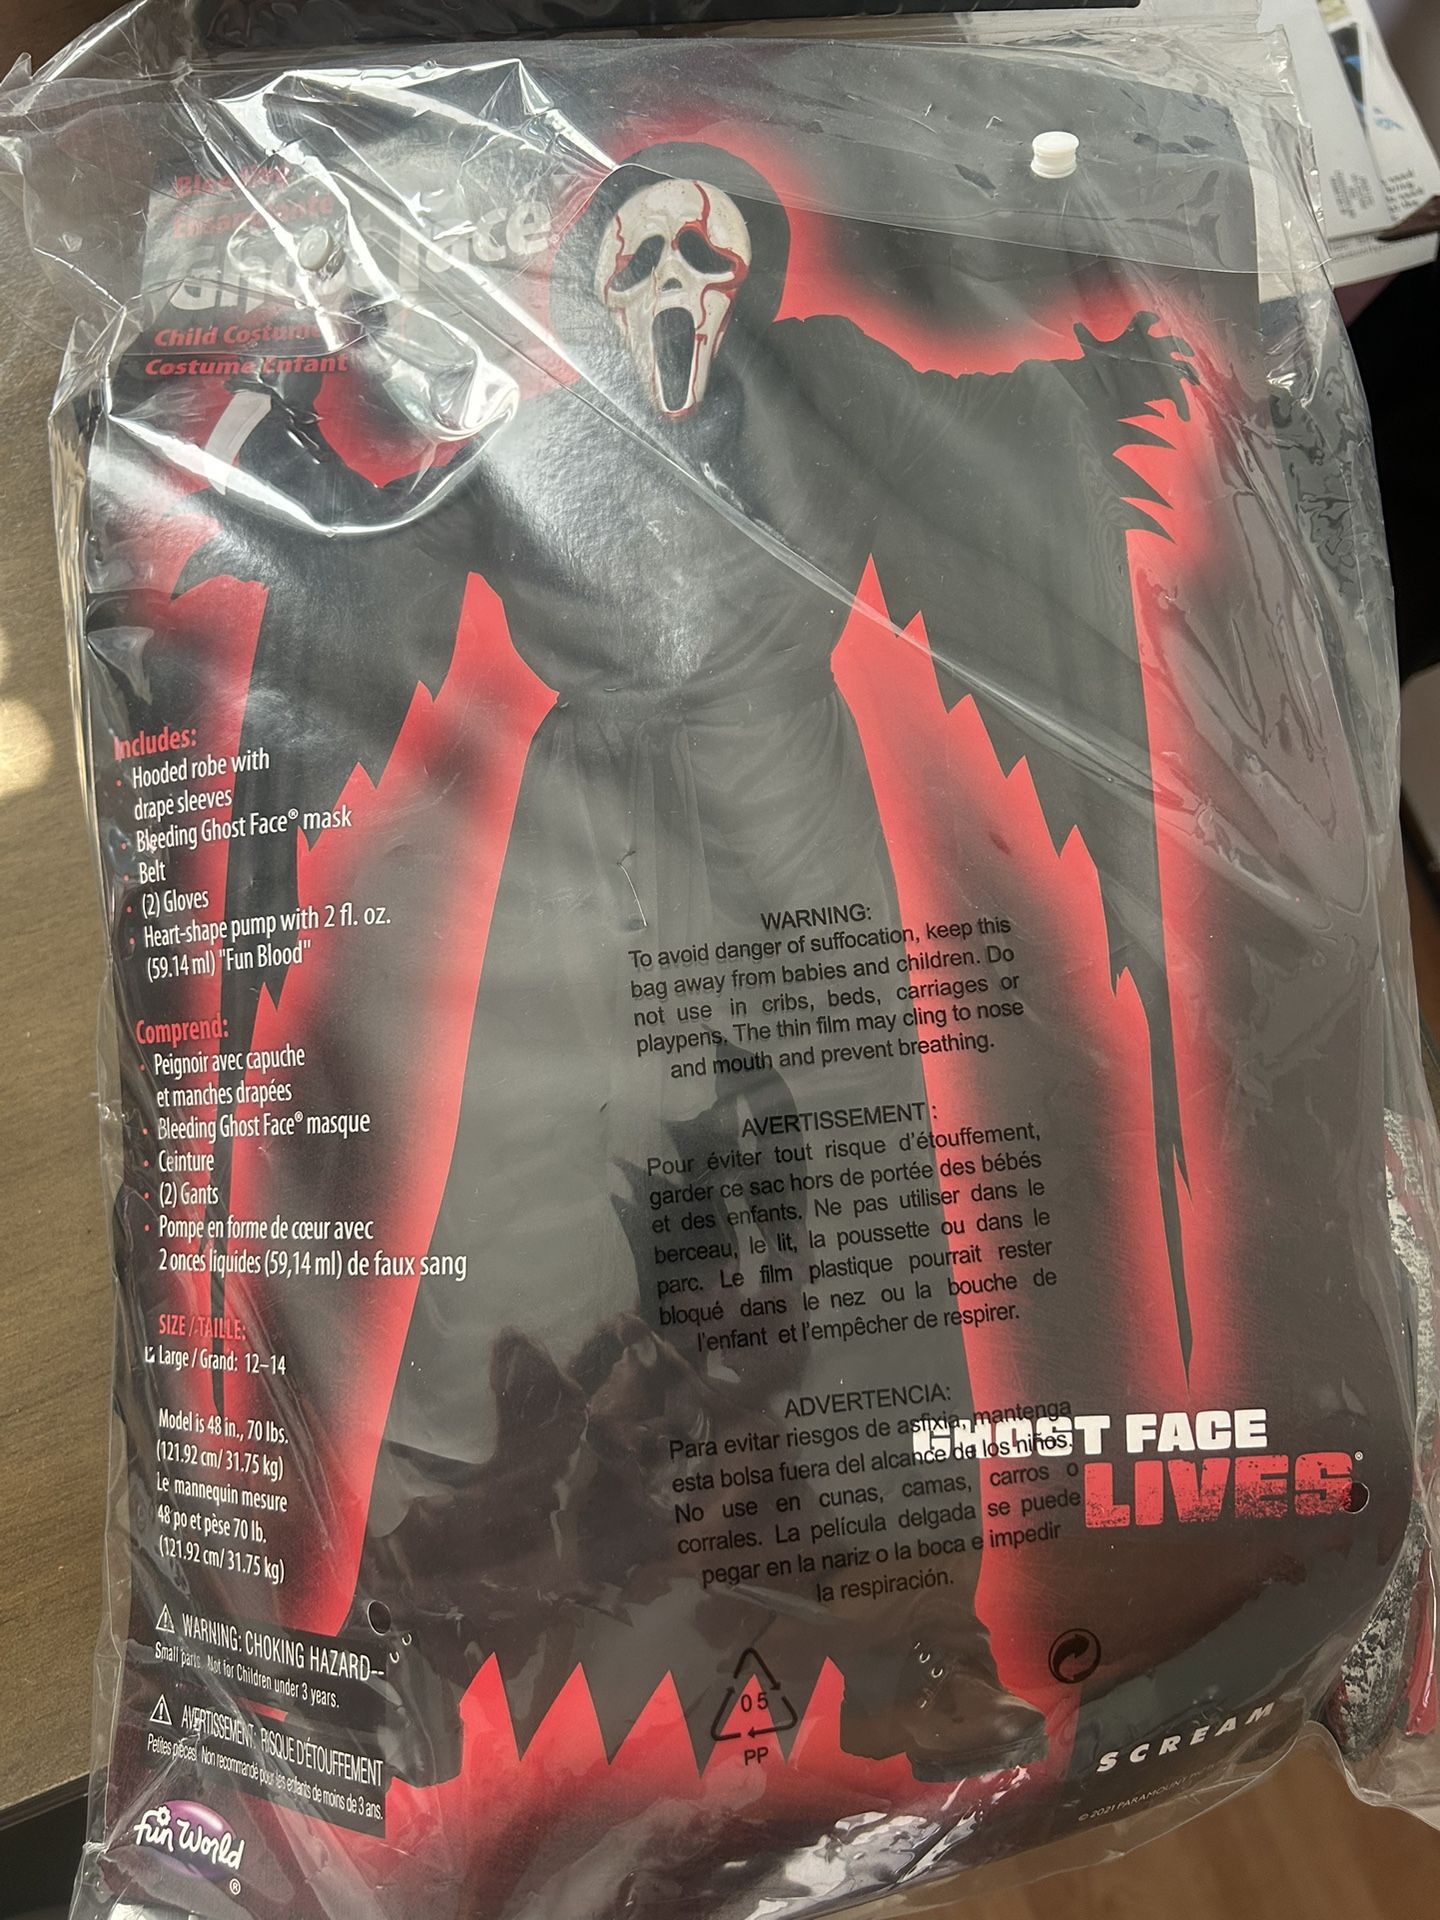 Bleeding
Ensanglante
Ghost Face
Child Costume
Costume Enfant
Includes:
• Hooded robe with
drape sleeves
• Bleeding Ghost Face® mask
• Belt
• (2) Gloves
• Heart-shape pump with 2 fl. oz.
(59.14 ml) "Fun Blood"
Comprend:
• Peignoir avec capuche
et manches drapées
• Bleeding Ghost Face® masque
• Ceinture
• (2) Gants
• Pompe en forme de cœur avec
2 onces liquides (59,14 ml) de faux sang
SIZE / TAILLE:
Large / Grand: 12–14
Model is 48 in., 70 lbs.
(121.92 cm/ 31.75 kg)
Le mannequin mesure
48 po et pèse 70 lb.
(121.92 cm/ 31.75 kg)
⚠ WARNING: CHOKING HAZARD--
Small parts. Not for Children under 3 years.
⚠ AVERTISSEMENT: RISQUE D'ÉTOUFFEMENT
Petites pièces. Non recommandé pour les enfants de moins de 3 ans.
fun World®
WARNING:
To avoid danger of suffocation, keep this
bag away from babies and children. Do
not use in cribs, beds, carriages or
playpens. The thin film may cling to nose
and mouth and prevent breathing.
AVERTISSEMENT :
Pour éviter tout risque d'étouffement,
garder ce sac hors de portée des bébés
et des enfants. Ne pas utiliser dans le
berceau, le lit, la poussette ou dans le
parc. Le film plastique pourrait rester
bloqué dans le nez ou la bouche de
l'enfant et l'empêcher de respirer.
ADVERTENCIA:
Para evitar riesgos de asfixia, mantenga
esta bolsa fuera del alcance de los niños.
No use en cunas, camas, carros o
corrales. La película delgada se puede
pegar en la nariz o la boca e impedir
la respiración.
05
PP
GHOST FACE
LIVES®
SCREAM
© 2021 PARAMOUNT